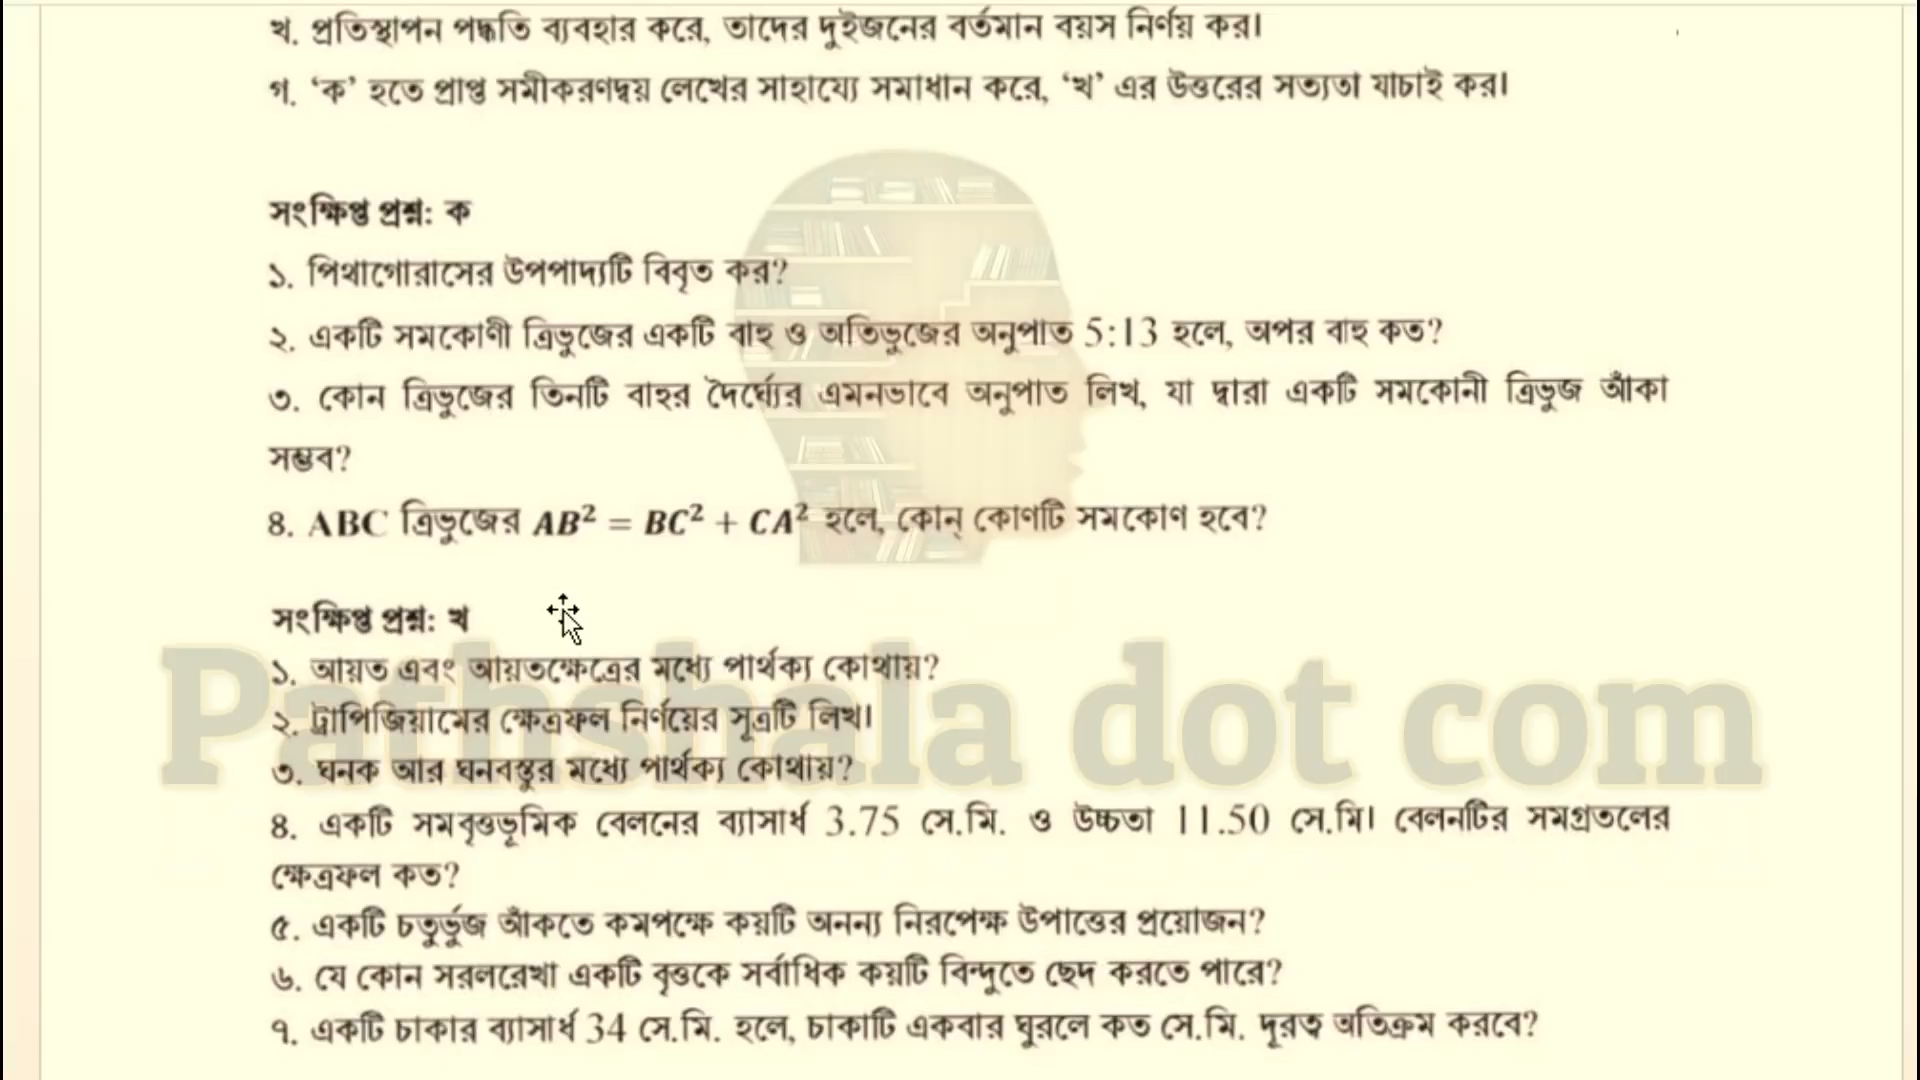 খ. প্রতিস্থাপন পদ্ধতি ব্যবহার করে, তাদের দুইজনের বর্তমান বয়স নির্ণয় কর।
গ. ‘ক’ হতে প্রাপ্ত সমীকরণদ্বয় লেখের সাহায্যে সমাধান করে, ‘খ’ এর উত্তরের সত্যতা যাচাই কর।
সংক্ষিপ্ত প্রশ্ন: ক
১. পিথাগোরাসের উপপাদ্যটি বিবৃত কর?
২. একটি সমকোণী ত্রিভুজের একটি বাহু ও অতিভুজের অনুপাত 5:13 হলে, অপর বাহু কত?
৩. কোন ত্রিভুজের তিনটি বাহুর দৈর্ঘ্যের এমনভাবে অনুপাত লিখ, যা দ্বারা একটি সমকোনী ত্রিভুজ আঁকা
সম্ভব?
৪. ABC ত্রিভুজের AB² = BC² + CA² হলে, কোন্ কোণটি সমকোণ হবে?
সংক্ষিপ্ত প্রশ্ন: খ
১. আয়ত এবং আয়তক্ষেত্রের মধ্যে পার্থক্য কোথায়?
২. ট্রাপিজিয়ামের ক্ষেত্রফল নির্ণয়ের সূত্রটি লিখ।
৩. ঘনক আর ঘনবস্তুর মধ্যে পার্থক্য কোথায়?
৪. একটি সমবৃত্তভূমিক বেলনের ব্যাসার্ধ 3.75 সে.মি. ও উচ্চতা 11.50 সে.মি। বেলনটির সমগ্রতলের
ক্ষেত্রফল কত?
৫. একটি চতুর্ভুজ আঁকতে কমপক্ষে কয়টি অনন্য নিরপেক্ষ উপাত্তের প্রয়োজন?
৬. যে কোন সরলরেখা একটি বৃত্তকে সর্বাধিক কয়টি বিন্দুতে ছেদ করতে পারে?
৭. একটি চাকার ব্যাসার্ধ 34 সে.মি. হলে, চাকাটি একবার ঘুরলে কত সে.মি. দূরত্ব অতিক্রম করবে?
Pathshala dot com